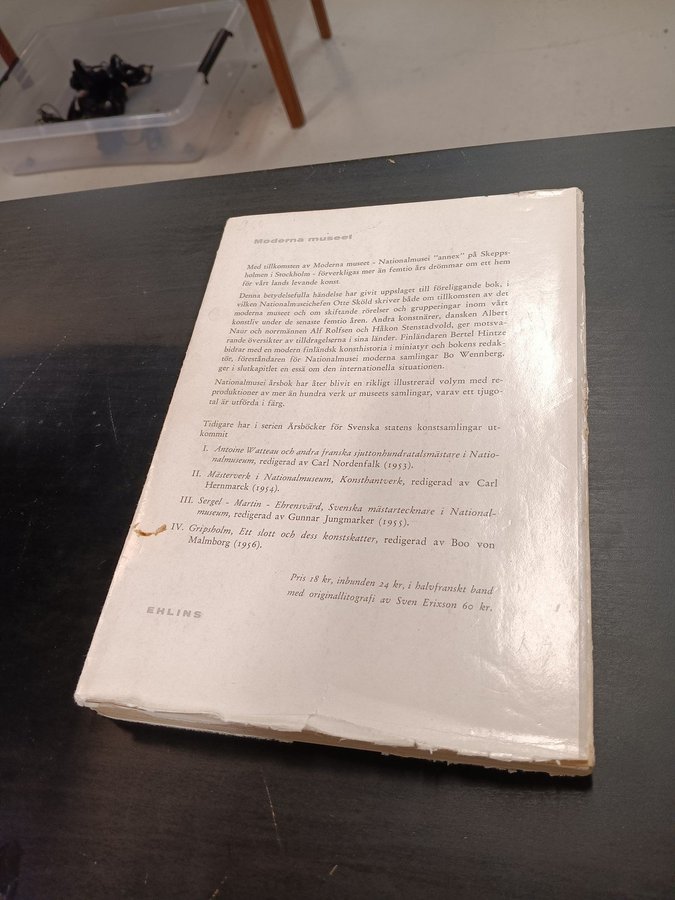 Moderna museet
Med tillkomsten av Moderna museet - Nationalmusei "annex" på Skepps-
holmen i Stockholm - förverkligas mer än femtio års drömmar om ett hem
för vårt lands levande konst.
Denna betydelsefulla händelse har givit uppslaget till föreliggande bok, i
vilken Nationalmuseichefen Otte Sköld skriver både om tillkomsten av det
moderna museet och om skiftande rörelser och grupperingar inom vårt
konstliv under de senaste femtio åren. Andra konstnärer, dansken Albert
Naur och norrmännen Alf Rolfsen och Håkon Stenstadvold, ger motsva-
rande översikter av tilldragelserna i sina länder. Finländaren Bertel Hintze
bidrar med en modern finländsk konsthistoria i miniatyr och bokens redak-
tör, föreståndaren för Nationalmusei moderna samlingar Bo Wennberg,
ger i slutkapitlet en essä om den internationella situationen.
Nationalmusei årsbok har åter blivit en rikligt illustrerad volym med re-
produktioner av mer än hundra verk ur museets samlingar, varav ett tjugo-
tal är utförda i färg.
Tidigare har i serien Årsböcker för Svenska statens konstsamlingar ut-
kommit
I. Antoine Watteau och andra franska sjuttonhundratalsmästare i Natio-
nalmuseum, redigerad av Carl Nordenfalk (1953).
II. Mästerverk i Nationalmuseum, Konsthantverk, redigerad av Carl
Hernmarck (1954).
III. Sergel - Martin - Ehrensvärd, Svenska mästartecknare i National-
museum, redigerad av Gunnar Jungmarker (1955).
IV. Gripsholm, Ett slott och dess konstskatter, redigerad av Boo von
Malmborg (1956).
Pris 18 kr, inbunden 24 kr, i halvfranskt band
med originallitografi av Sven Erixson 60 kr.
EHLINS